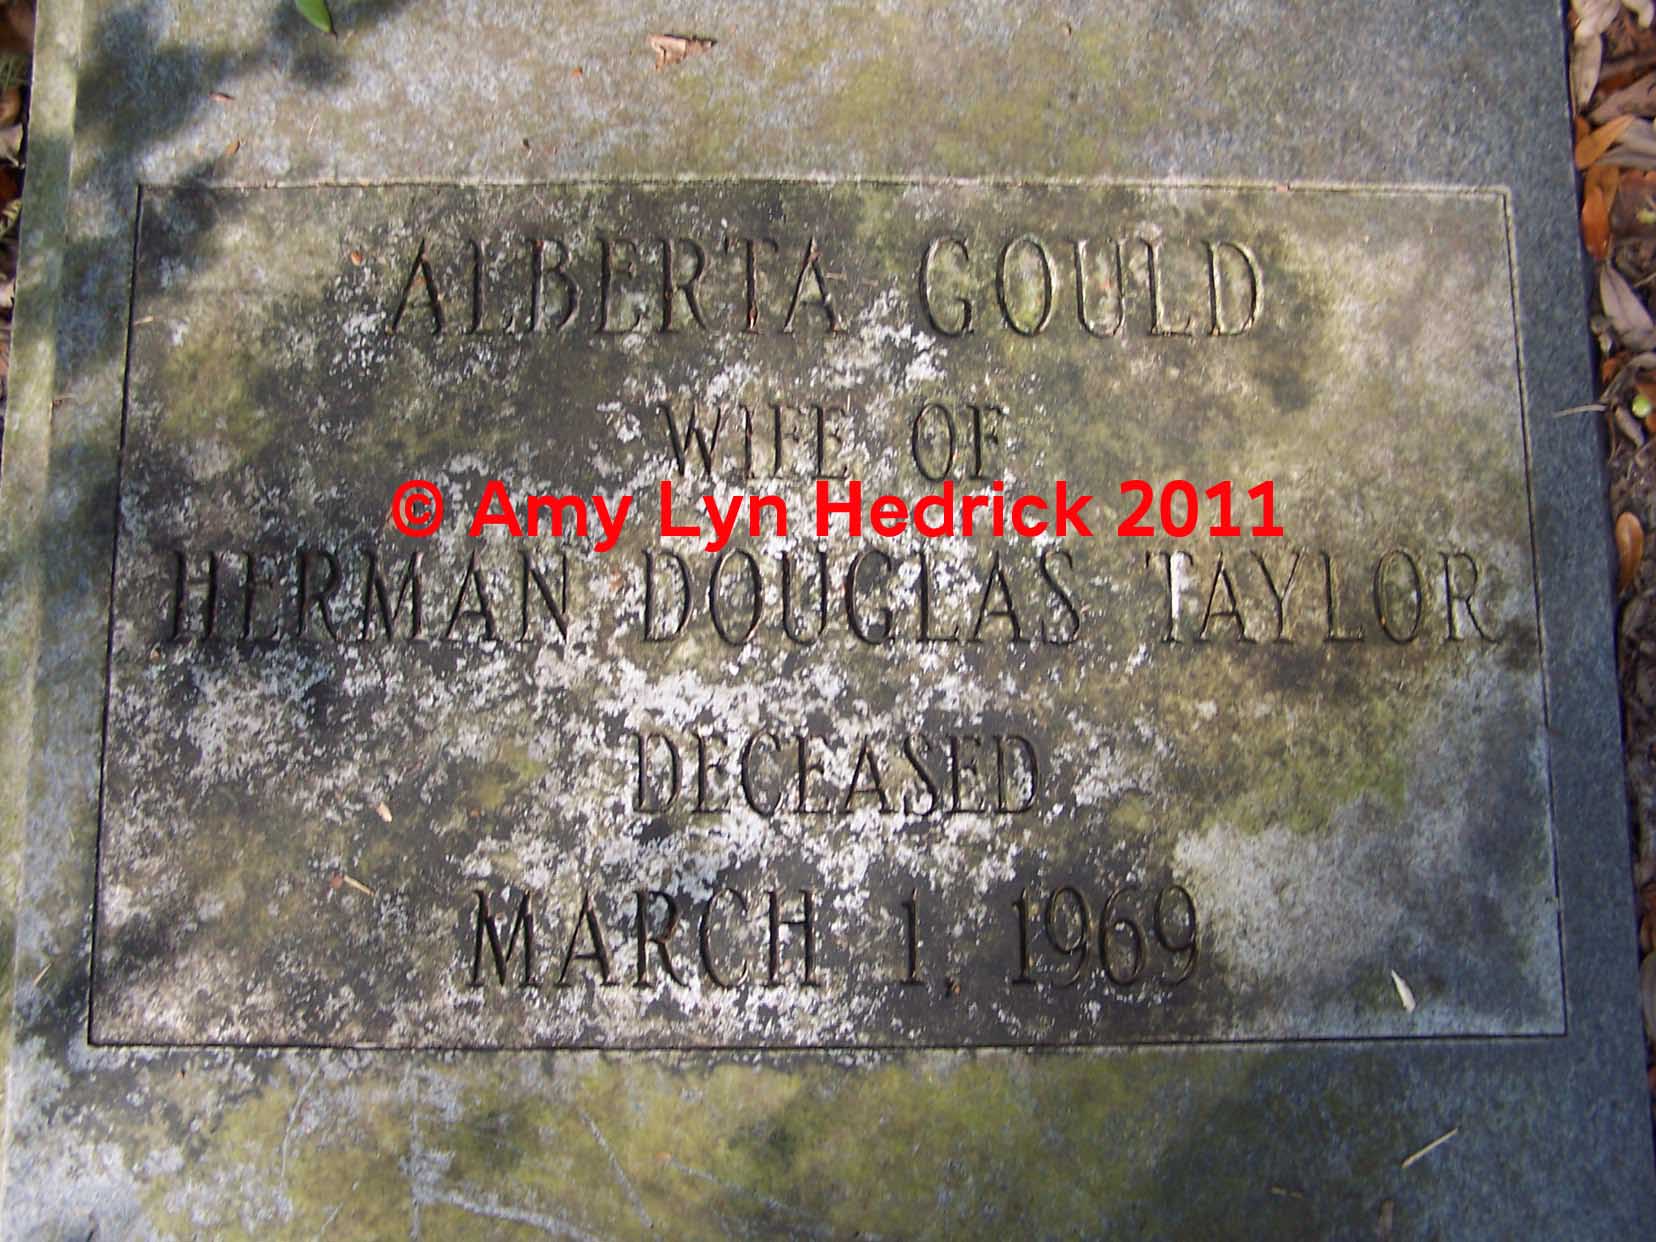 ALBERTA GOULD
WIFE OF
© Amy Lyn Hedrick 2011
HERMAN DOUGLAS TAYLOR
DECEASED
MARCH 1, 1969